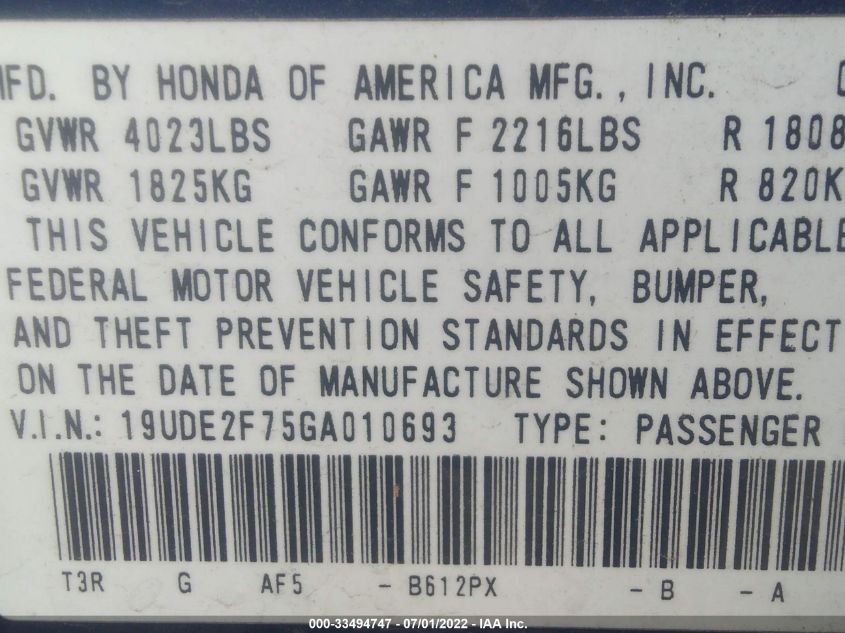 MFD. BY HONDA OF AMERICA MFG., INC.
GVWR 4023LBS GAWR F 2216LBS R 1808
GVWR 1825KG GAWR F 1005KG R 820K
THIS VEHICLE CONFORMS TO ALL APPLICABLE
FEDERAL MOTOR VEHICLE SAFETY, BUMPER,
AND THEFT PREVENTION STANDARDS IN EFFECT
ON THE DATE OF MANUFACTURE SHOWN ABOVE.
V.I.N.: 19UDE2F75GA010693 TYPE: PASSENGER
T3R G AF5 - B612PX - B - A
000-33494747 - 07/01/2022 - IAA Inc.